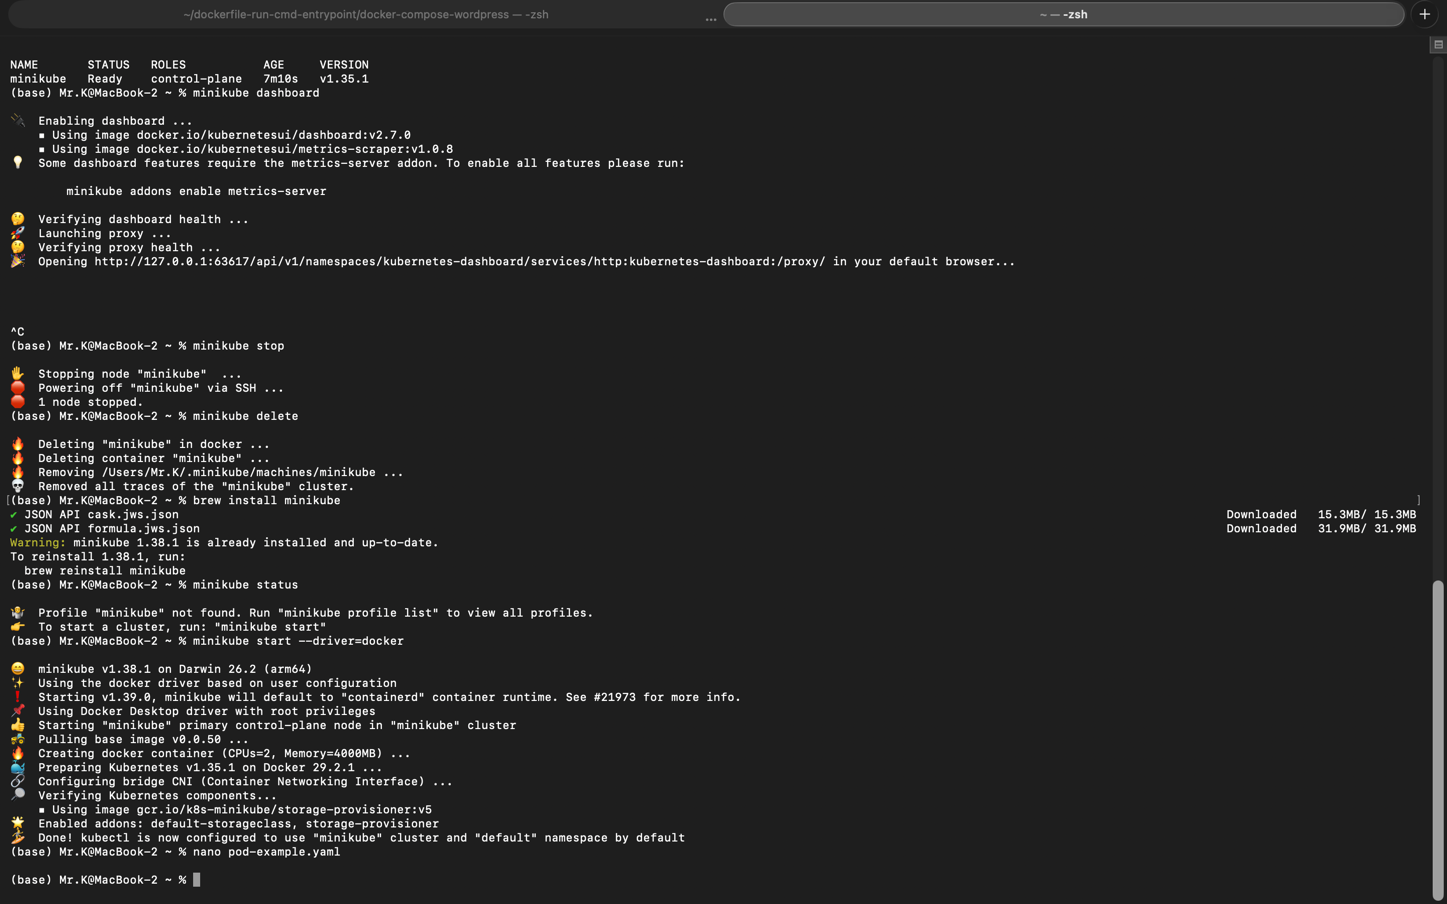 ~/dockerfile-run-cmd-entrypoint/docker-compose-wordpress — -zsh
...
~ — -zsh
+
NAME STATUS ROLES AGE VERSION
minikube Ready control-plane 7m10s v1.35.1
(base) Mr.K@MacBook-2 ~ % minikube dashboard
Enabling dashboard ...
▪ Using image docker.io/kubernetesui/dashboard:v2.7.0
▪ Using image docker.io/kubernetesui/metrics-scraper:v1.0.8
Some dashboard features require the metrics-server addon. To enable all features please run:
minikube addons enable metrics-server
Verifying dashboard health ...
Launching proxy ...
Verifying proxy health ...
Opening http://127.0.0.1:63617/api/v1/namespaces/kubernetes-dashboard/services/http:kubernetes-dashboard:/proxy/ in your default browser...
^C
(base) Mr.K@MacBook-2 ~ % minikube stop
Stopping node "minikube"  ...
Powering off "minikube" via SSH ...
1 node stopped.
(base) Mr.K@MacBook-2 ~ % minikube delete
Deleting "minikube" in docker ...
Deleting container "minikube" ...
Removing /Users/Mr.K/.minikube/machines/minikube ...
Removed all traces of the "minikube" cluster.
[(base) Mr.K@MacBook-2 ~ % brew install minikube ]
✔ JSON API cask.jws.json Downloaded 15.3MB/ 15.3MB
✔ JSON API formula.jws.json Downloaded 31.9MB/ 31.9MB
Warning: minikube 1.38.1 is already installed and up-to-date.
To reinstall 1.38.1, run:
brew reinstall minikube
(base) Mr.K@MacBook-2 ~ % minikube status
Profile "minikube" not found. Run "minikube profile list" to view all profiles.
To start a cluster, run: "minikube start"
(base) Mr.K@MacBook-2 ~ % minikube start --driver=docker
minikube v1.38.1 on Darwin 26.2 (arm64)
Using the docker driver based on user configuration
Starting v1.39.0, minikube will default to "containerd" container runtime. See #21973 for more info.
Using Docker Desktop driver with root privileges
Starting "minikube" primary control-plane node in "minikube" cluster
Pulling base image v0.0.50 ...
Creating docker container (CPUs=2, Memory=4000MB) ...
Preparing Kubernetes v1.35.1 on Docker 29.2.1 ...
Configuring bridge CNI (Container Networking Interface) ...
Verifying Kubernetes components...
▪ Using image gcr.io/k8s-minikube/storage-provisioner:v5
Enabled addons: default-storageclass, storage-provisioner
Done! kubectl is now configured to use "minikube" cluster and "default" namespace by default
(base) Mr.K@MacBook-2 ~ % nano pod-example.yaml
(base) Mr.K@MacBook-2 ~ %